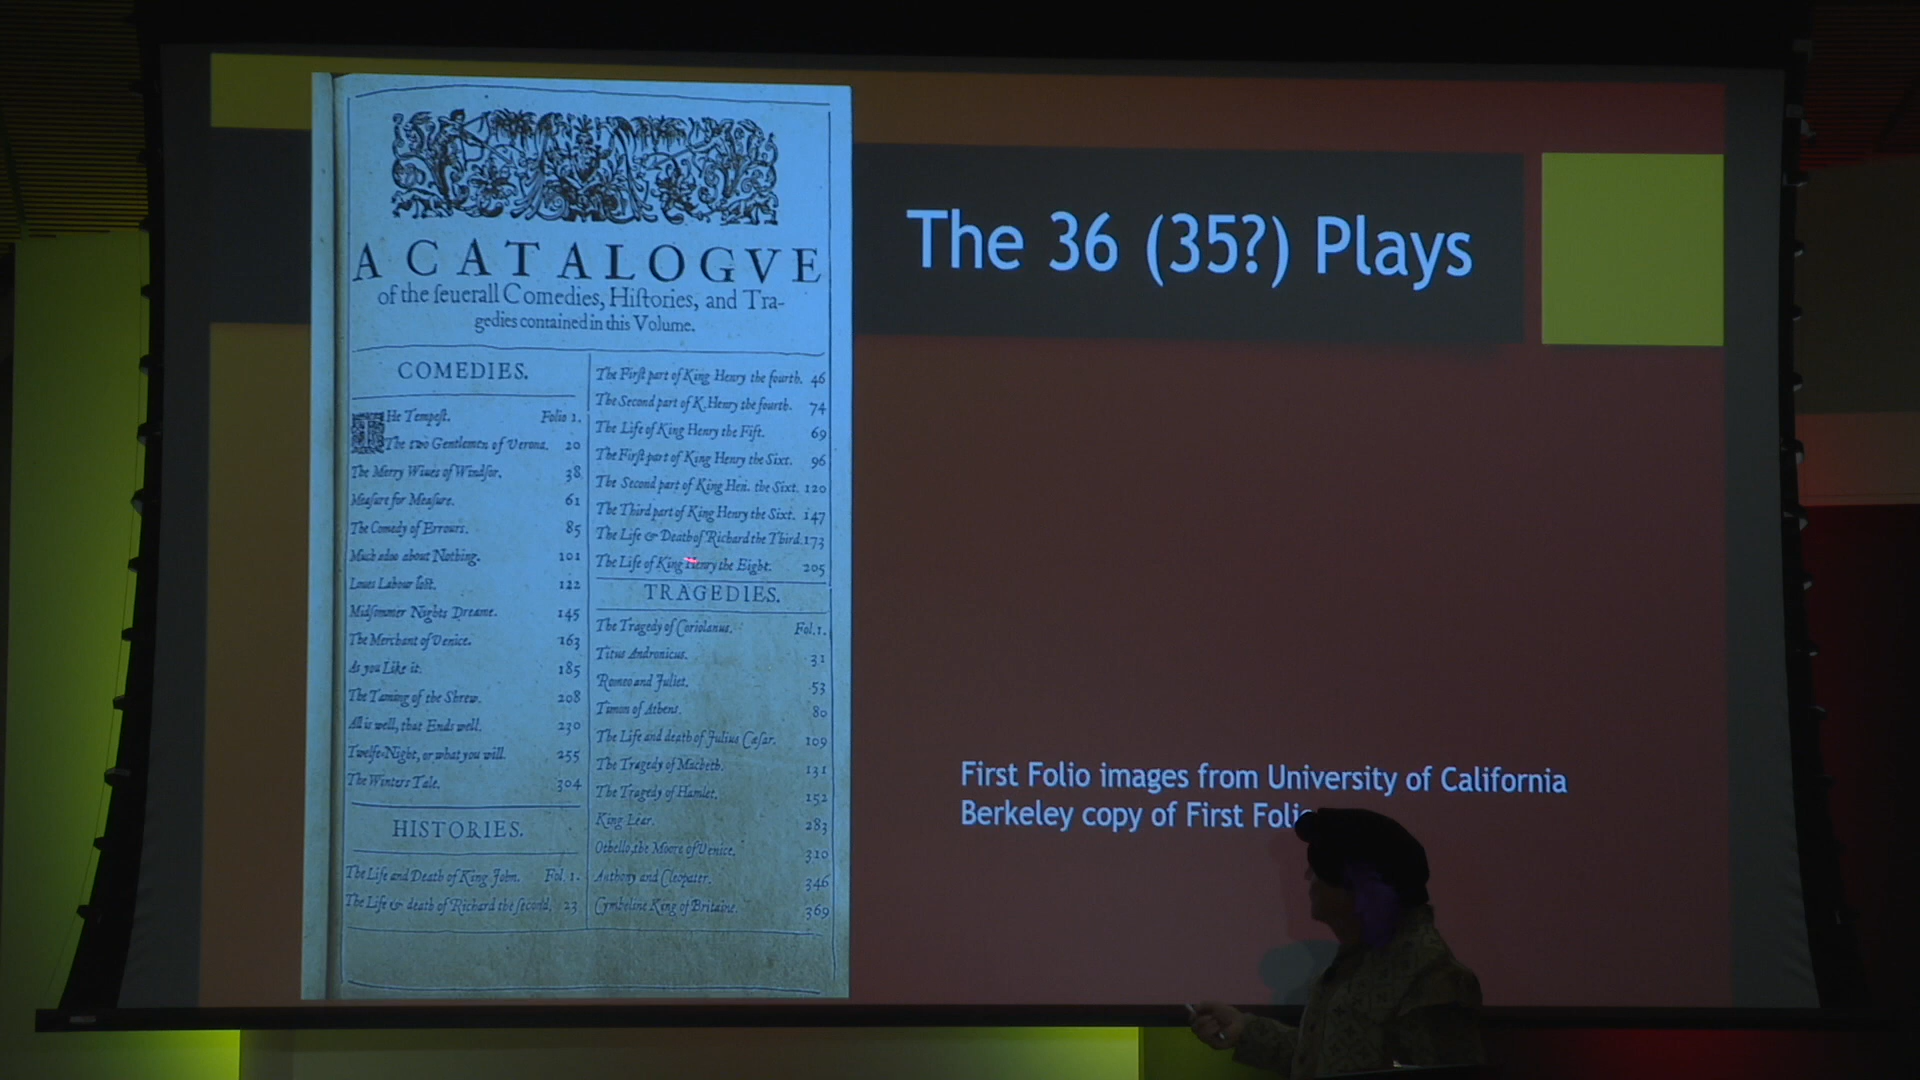 A CATALOGVE
of the ſeuerall Comedies, Hiſtories, and Tra-
gedies contained in this Volume.
COMEDIES.
THe Tempeſt. Folio 1.
The two Gentlemen of Verona. 20
The Merry Wiues of Windſor. 38
Meaſure for Meaſure. 61
The Comedy of Errours. 85
Much adoo about Nothing. 101
Loues Labour loſt. 122
Midſommer Nights Dreame. 145
The Merchant of Venice. 163
As you Like it. 185
The Taming of the Shrew. 208
All is well, that Ends well. 230
Twelfe-Night, or what you will. 255
The Winters Tale. 304
HISTORIES.
The Life and Death of King John. Fol. 1.
The Life & death of Richard the ſecond. 23
The Firſt part of King Henry the fourth. 46
The Second part of K. Henry the fourth. 74
The Life of King Henry the Fift. 69
The Firſt part of King Henry the Sixt. 96
The Second part of King Hen. the Sixt. 120
The Third part of King Henry the Sixt. 147
The Life & Death of Richard the Third. 173
The Life of King Henry the Eight. 205
TRAGEDIES.
The Tragedy of Coriolanus. Fol. 1.
Titus Andronicus. 31
Romeo and Juliet. 53
Timon of Athens. 80
The Life and death of Julius Cæſar. 109
The Tragedy of Macbeth. 131
The Tragedy of Hamlet. 152
King Lear. 283
Othello, the Moore of Venice. 310
Anthony and Cleopater. 346
Cymbeline King of Britaine. 369
The 36 (35?) Plays
First Folio images from University of California
Berkeley copy of First